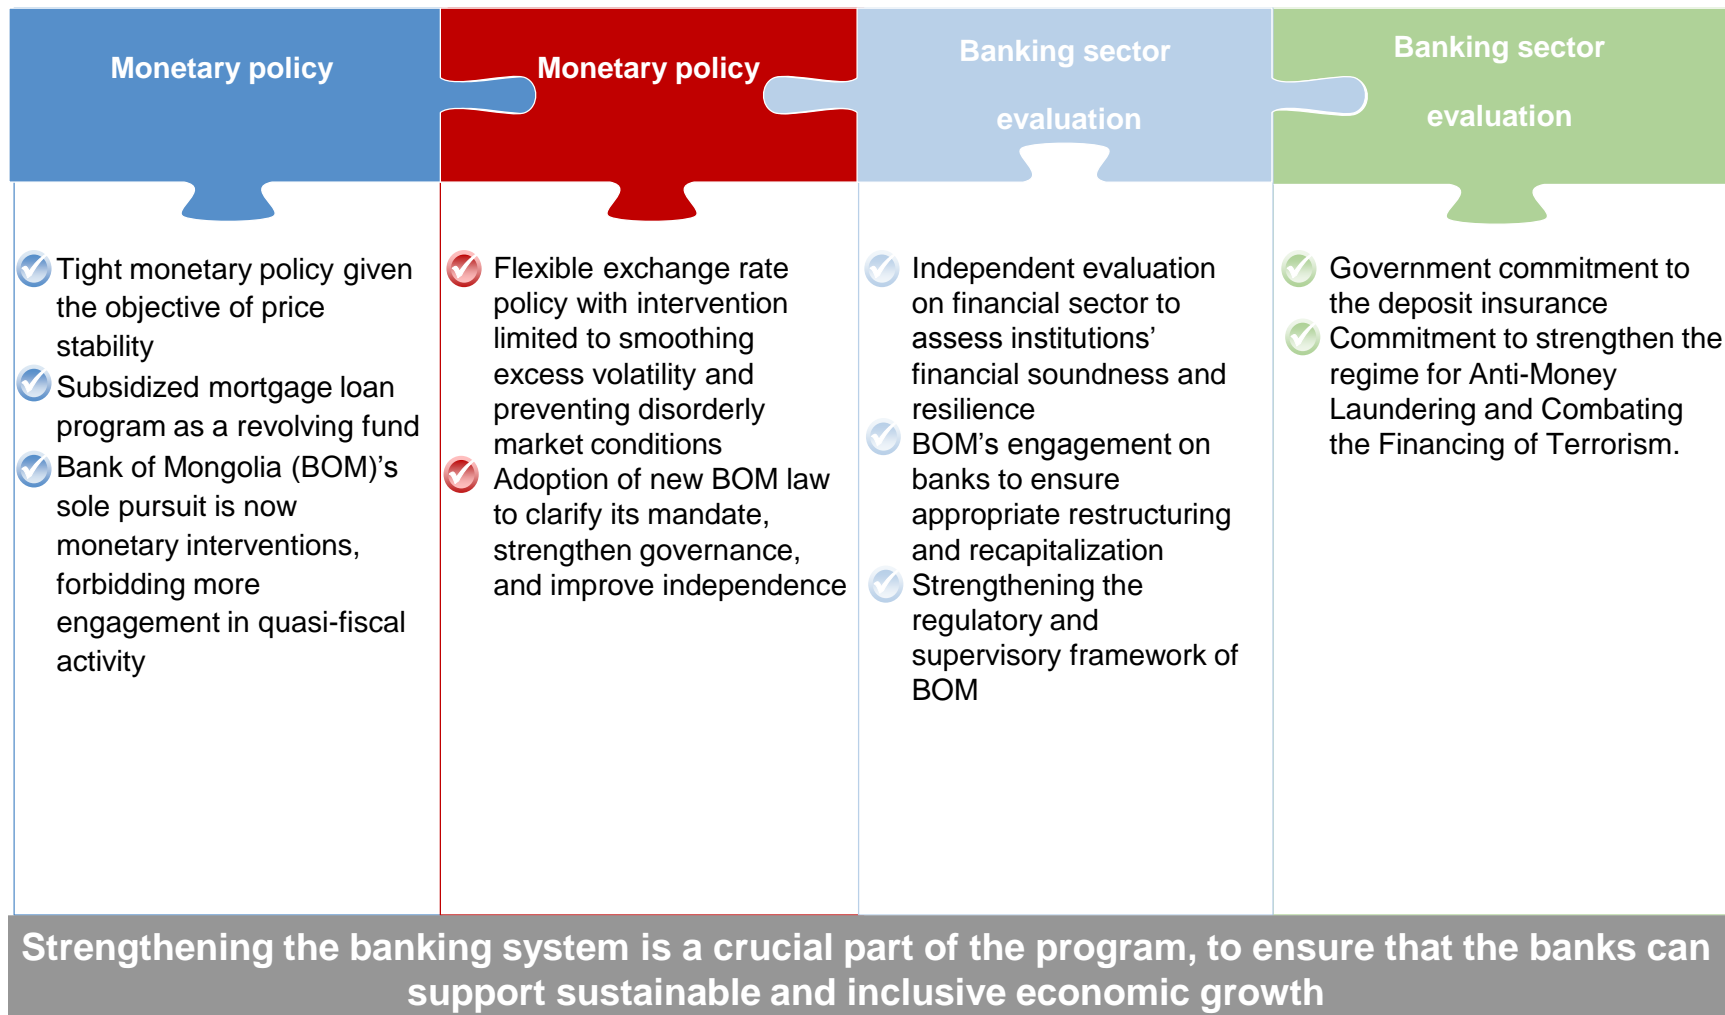 Monetary policy
Tight monetary policy given
the objective of price
stability
Subsidized mortgage loan
program as a revolving fund
Bank of Mongolia (BOM)’s
sole pursuit is now
monetary interventions,
forbidding more
engagement in quasi-fiscal
activity
Monetary policy
Flexible exchange rate
policy with intervention
limited to smoothing
excess volatility and
preventing disorderly
market conditions
Adoption of new BOM law
to clarify its mandate,
strengthen governance,
and improve independence
Banking sector
evaluation
Independent evaluation
on financial sector to
assess institutions’
financial soundness and
resilience
BOM’s engagement on
banks to ensure
appropriate restructuring
and recapitalization
Strengthening the
regulatory and
supervisory framework of
BOM
Banking sector
evaluation
Government commitment to
the deposit insurance
Commitment to strengthen the
regime for Anti-Money
Laundering and Combating
the Financing of Terrorism.
Strengthening the banking system is a crucial part of the program, to ensure that the banks can
support sustainable and inclusive economic growth